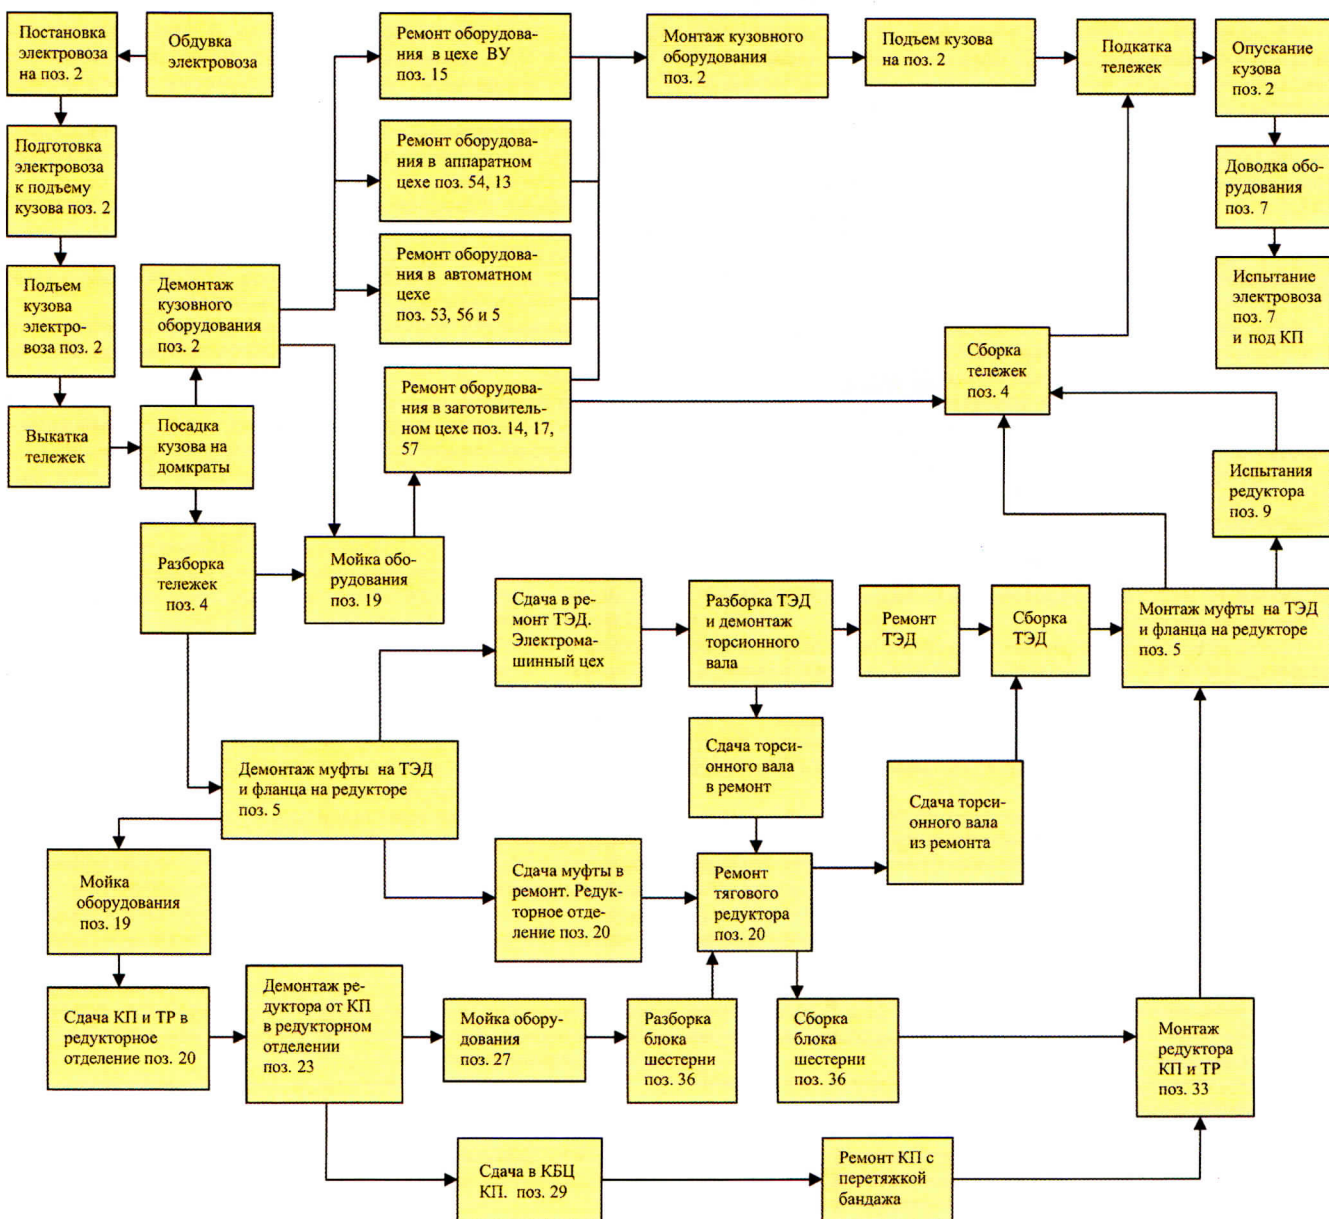 Постановка
электровоза
на поз. 2
Обдувка
электровоза
Ремонт оборудова-
ния в цехе ВУ
поз. 15
Монтаж кузовного
оборудования
поз. 2
Подъем кузова
на поз. 2
Подкатка
тележек
Опускание
кузова
поз. 2
Подготовка
электровоза
к подъему
кузова поз. 2
Ремонт оборудова-
ния в аппаратном
цехе поз. 54, 13
Доводка обо-
рудования
поз. 7
Подъем
кузова
электро-
воза поз. 2
Демонтаж
кузовного
оборудования
поз. 2
Ремонт оборудова-
ния в автоматном
цехе
поз. 53, 56 и 5
Испытание
электровоза
поз. 7
и под КП
Сборка
тележек
поз. 4
Выкатка
тележек
Посадка
кузова на
домкраты
Ремонт оборудова-
ния в заготовитель-
ном цехе поз. 14, 17,
57
Испытания
редуктора
поз. 9
Разборка
тележек
поз. 4
Мойка обо-
рудования
поз. 19
Сдача в ре-
монт ТЭД.
Электрома-
шинный цех
Разборка ТЭД
и демонтаж
торсионного
вала
Ремонт
ТЭД
Сборка
ТЭД
Монтаж муфты на ТЭД
и фланца на редукторе
поз. 5
Демонтаж муфты на ТЭД
и фланца на редукторе
поз. 5
Сдача торси-
онного вала
в ремонт
Сдача торси-
онного вала
из ремонта
Мойка
оборудования
поз. 19
Сдача муфты в
ремонт. Редук-
торное отде-
ление поз. 20
Ремонт
тягового
редуктора
поз. 20
Сдача КП и ТР в
редукторное
отделение поз. 20
Демонтаж ре-
дуктора от КП
в редукторном
отделении
поз. 23
Мойка обору-
дования
поз. 27
Разборка
блока
шестерни
поз. 36
Сборка
блока
шестерни
поз. 36
Монтаж
редуктора
КП и ТР
поз. 33
Сдача в КБЦ
КП. поз. 29
Ремонт КП с
перетяжкой
бандажа